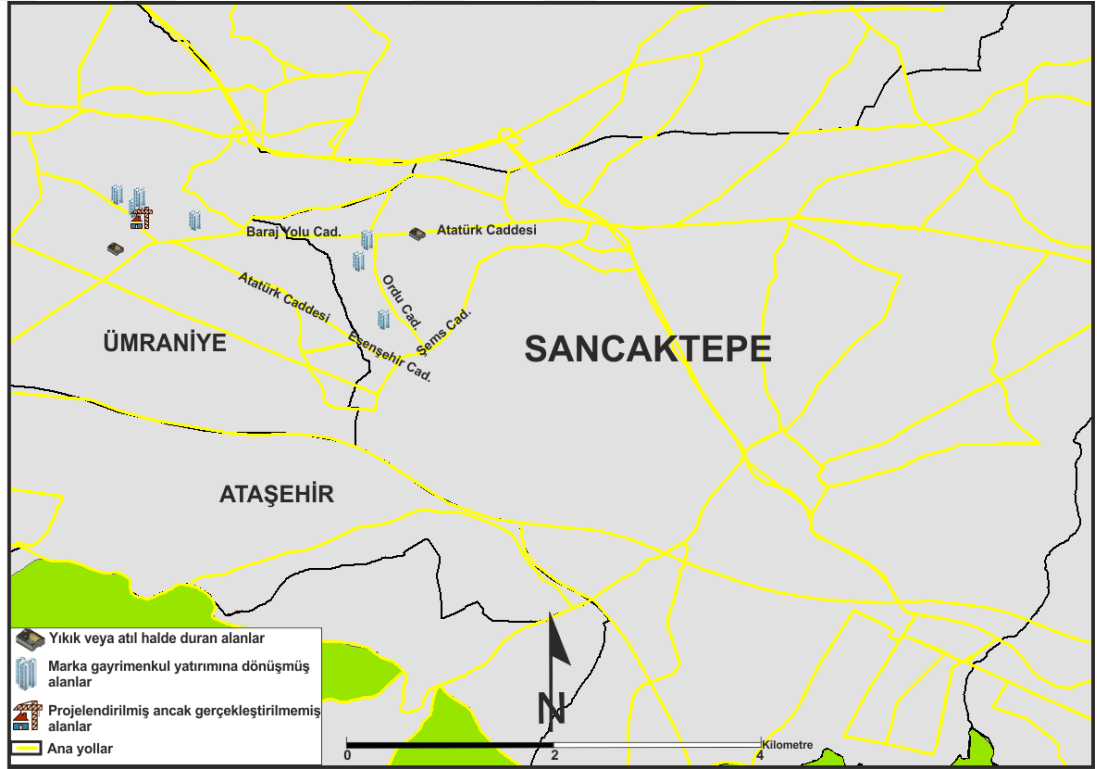 Baraj Yolu Cad.
Atatürk Caddesi
Atatürk Caddesi
Ordu Cad.
Şems Cad.
Esenşehir Cad.
ÜMRANİYE
SANCAKTEPE
ATAŞEHİR
Yıkık veya atıl halde duran alanlar
Marka gayrimenkul yatırımına dönüşmüş
alanlar
Projelendirilmiş ancak gerçekleştirilmemiş
alanlar
Ana yollar
N
Kilometre
0 2 4